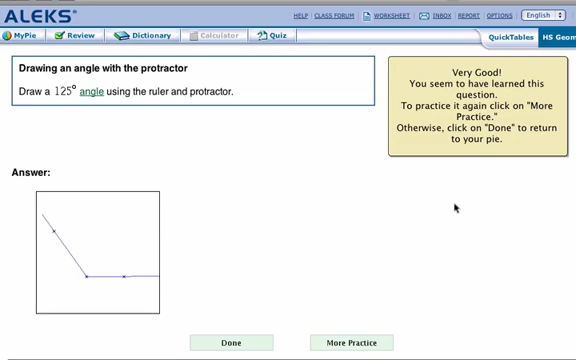 ALEKS
HELP | CLASS FORUM WORKSHEET INBOX REPORT OPTIONS English
MyPie Review Dictionary Calculator Quiz QuickTables HS Geom
Drawing an angle with the protractor
Draw a 125° angle using the ruler and protractor.
Very Good!
You seem to have learned this
question.
To practice it again click on "More
Practice."
Otherwise, click on "Done" to return
to your pie.
Answer:
Done More Practice